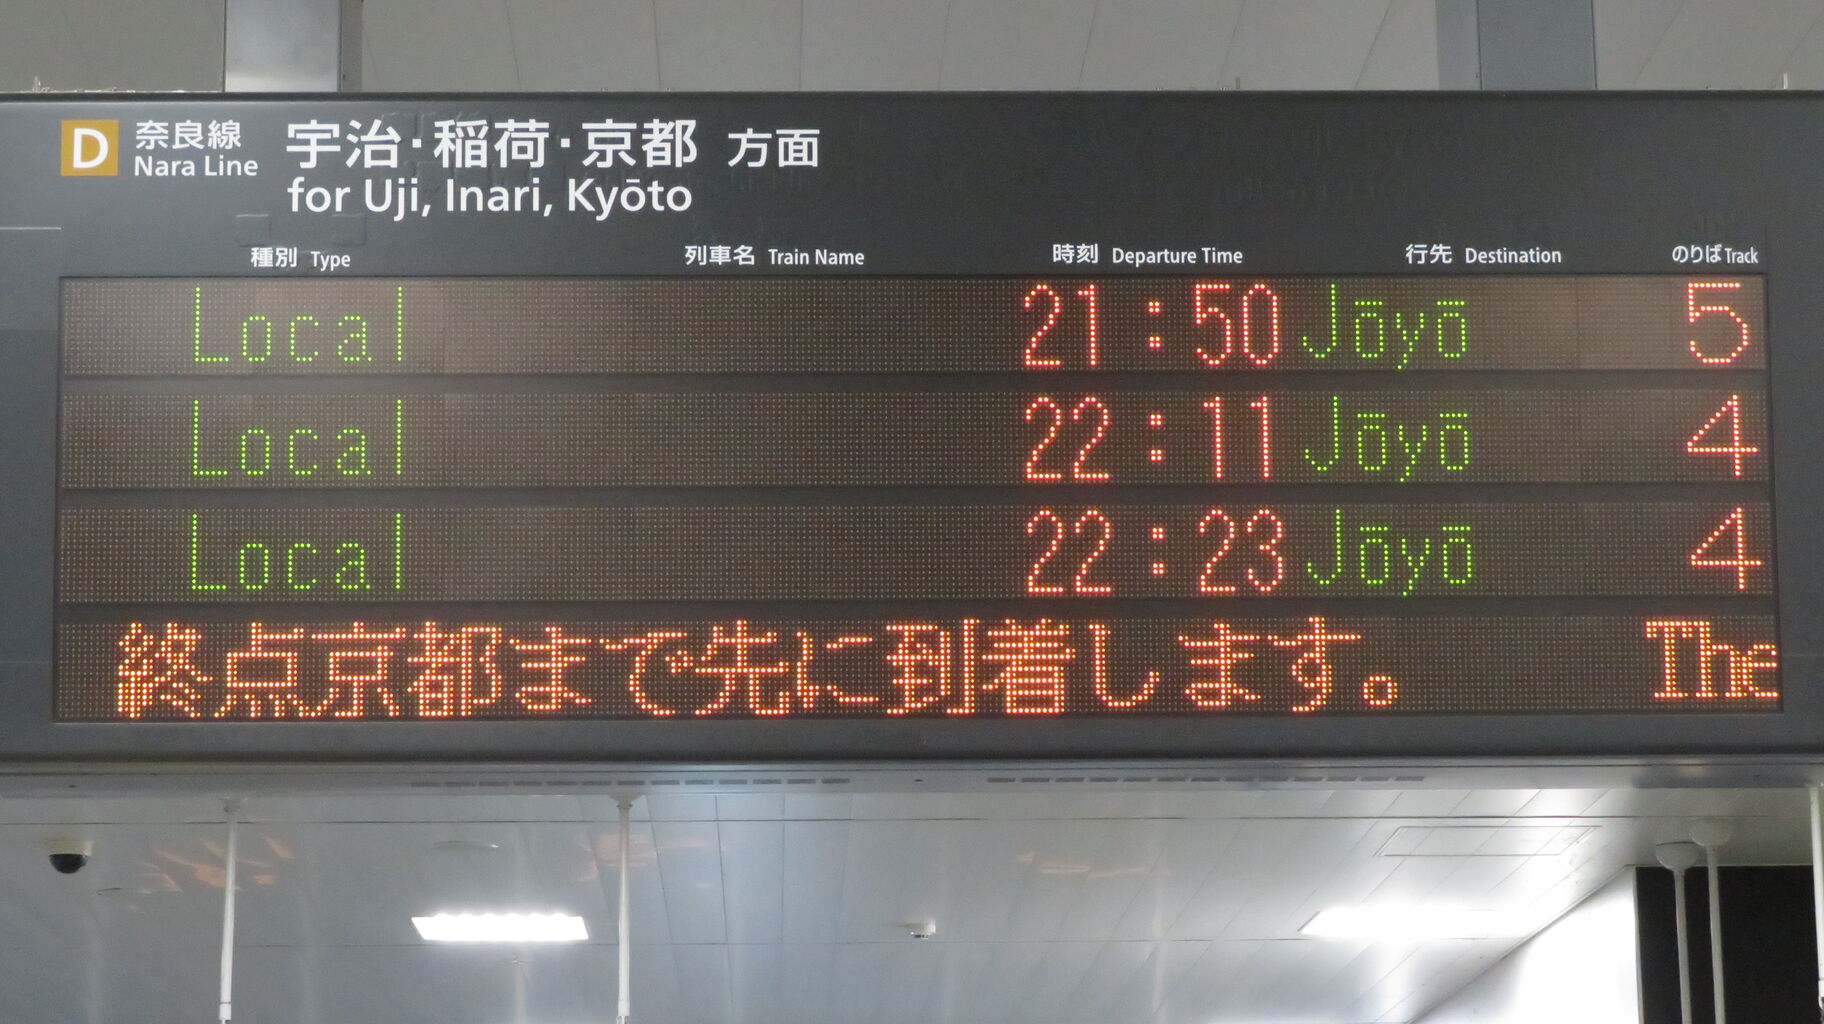 D 奈良線 宇治・稲荷・京都 方面
Nara Line for Uji, Inari, Kyōto
種別 Type 列車名 Train Name 時刻 Departure Time 行先 Destination のりば Track
Local 21:50 Jōyō 5
Local 22:11 Jōyō 4
Local 22:23 Jōyō 4
終点京都まで先に到着します。 The